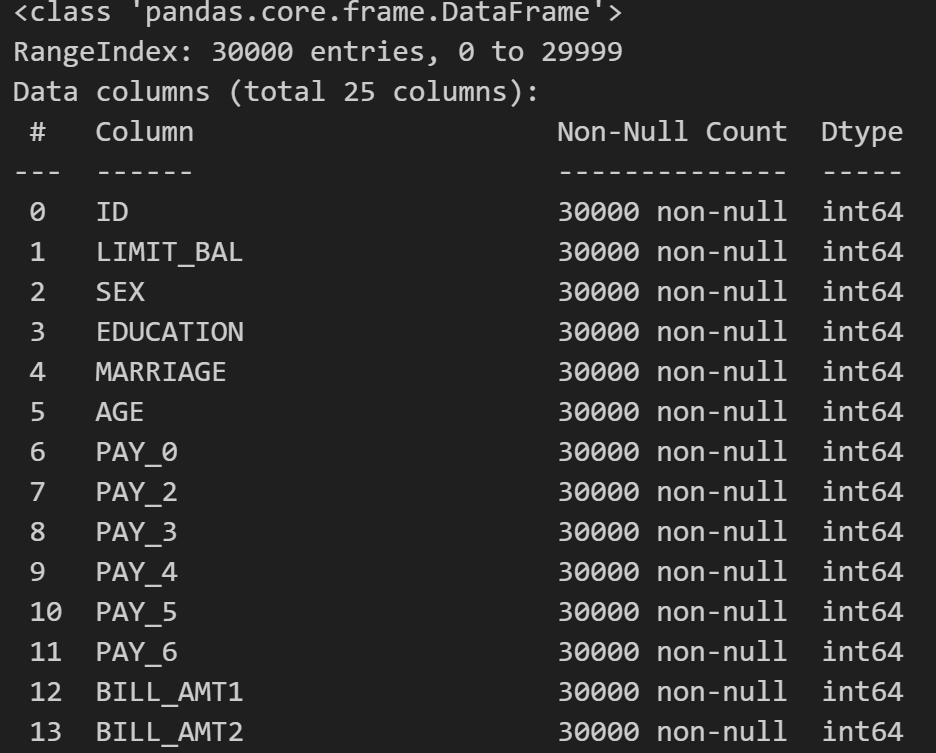 <class 'pandas.core.frame.DataFrame'>
RangeIndex: 30000 entries, 0 to 29999
Data columns (total 25 columns):
 #   Column                      Non-Null Count  Dtype
---  ------                      --------------  -----
 0   ID                          30000 non-null  int64
 1   LIMIT_BAL                   30000 non-null  int64
 2   SEX                         30000 non-null  int64
 3   EDUCATION                   30000 non-null  int64
 4   MARRIAGE                    30000 non-null  int64
 5   AGE                         30000 non-null  int64
 6   PAY_0                       30000 non-null  int64
 7   PAY_2                       30000 non-null  int64
 8   PAY_3                       30000 non-null  int64
 9   PAY_4                       30000 non-null  int64
 10  PAY_5                       30000 non-null  int64
 11  PAY_6                       30000 non-null  int64
 12  BILL_AMT1                   30000 non-null  int64
 13  BILL_AMT2                   30000 non-null  int64